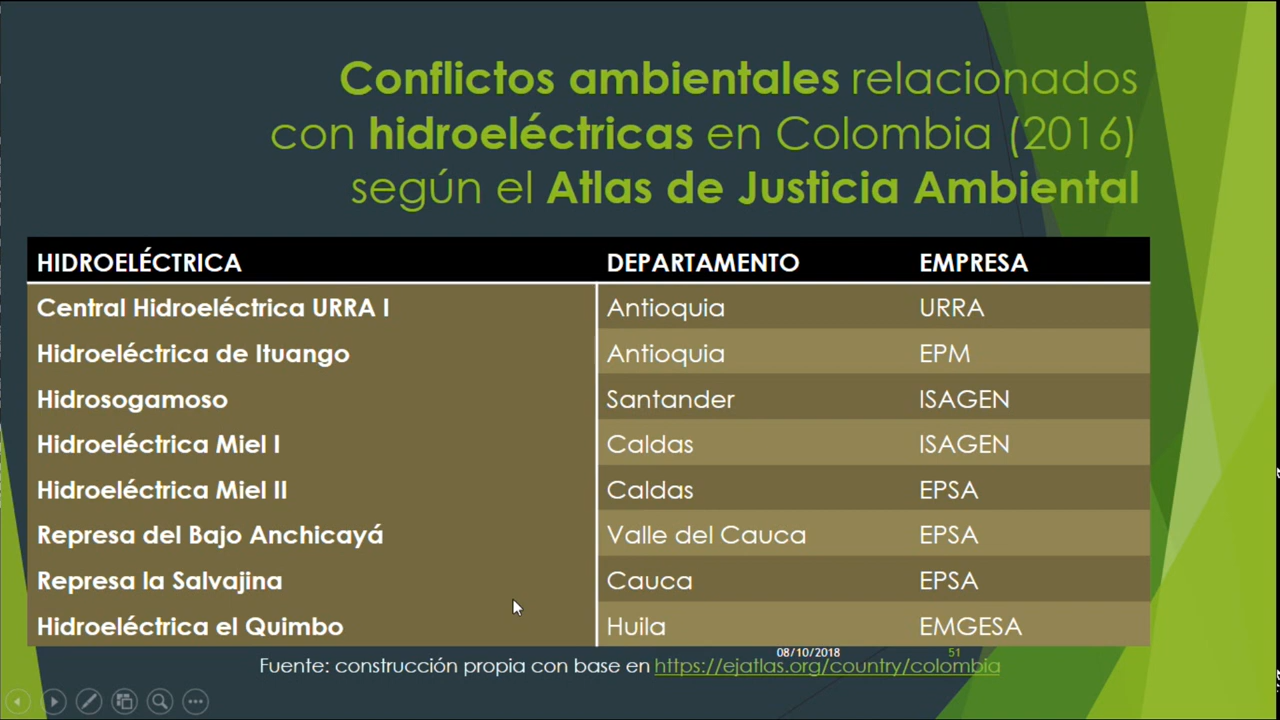 Conflictos ambientales relacionados
con hidroeléctricas en Colombia (2016)
según el Atlas de Justicia Ambiental
HIDROELÉCTRICA DEPARTAMENTO EMPRESA
Central Hidroeléctrica URRA I Antioquia URRA
Hidroeléctrica de Ituango Antioquia EPM
Hidrosogamoso Santander ISAGEN
Hidroeléctrica Miel I Caldas ISAGEN
Hidroeléctrica Miel II Caldas EPSA
Represa del Bajo Anchicayá Valle del Cauca EPSA
Represa la Salvajina Cauca EPSA
Hidroeléctrica el Quimbo Huila EMGESA
08/10/2018 51
Fuente: construcción propia con base en https://ejatlas.org/country/colombia